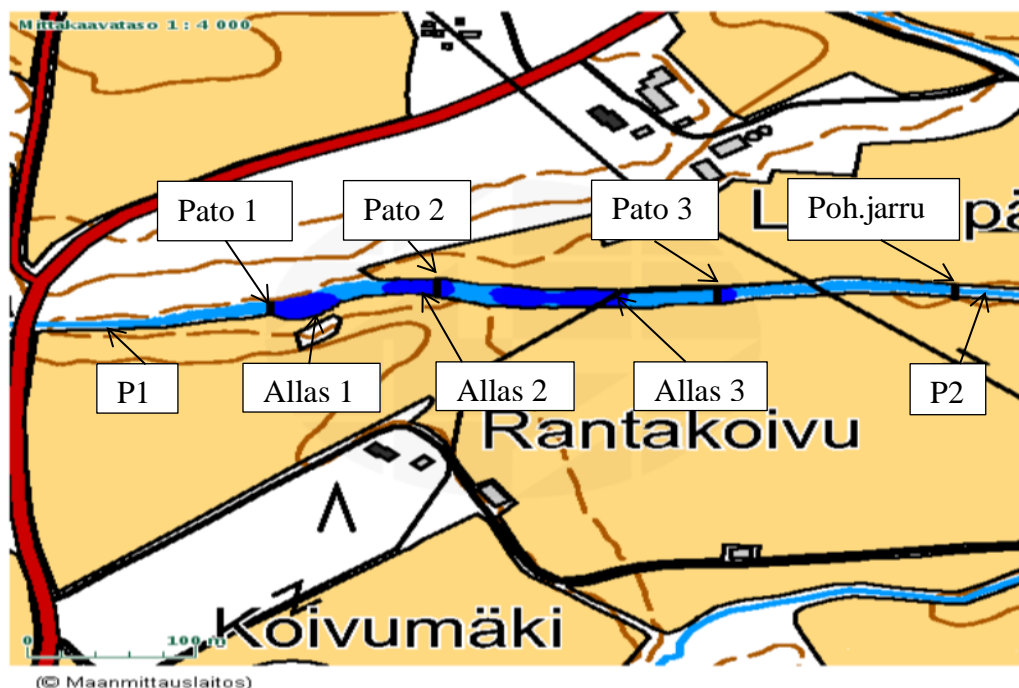 Mittakaavataso 1 : 4 000
Pato 1
Pato 2
Pato 3
Poh.jarru
P1
Allas 1
Allas 2
Allas 3
P2
Rantakoivu
Koivumäki
0 100 m
(© Maanmittauslaitos)